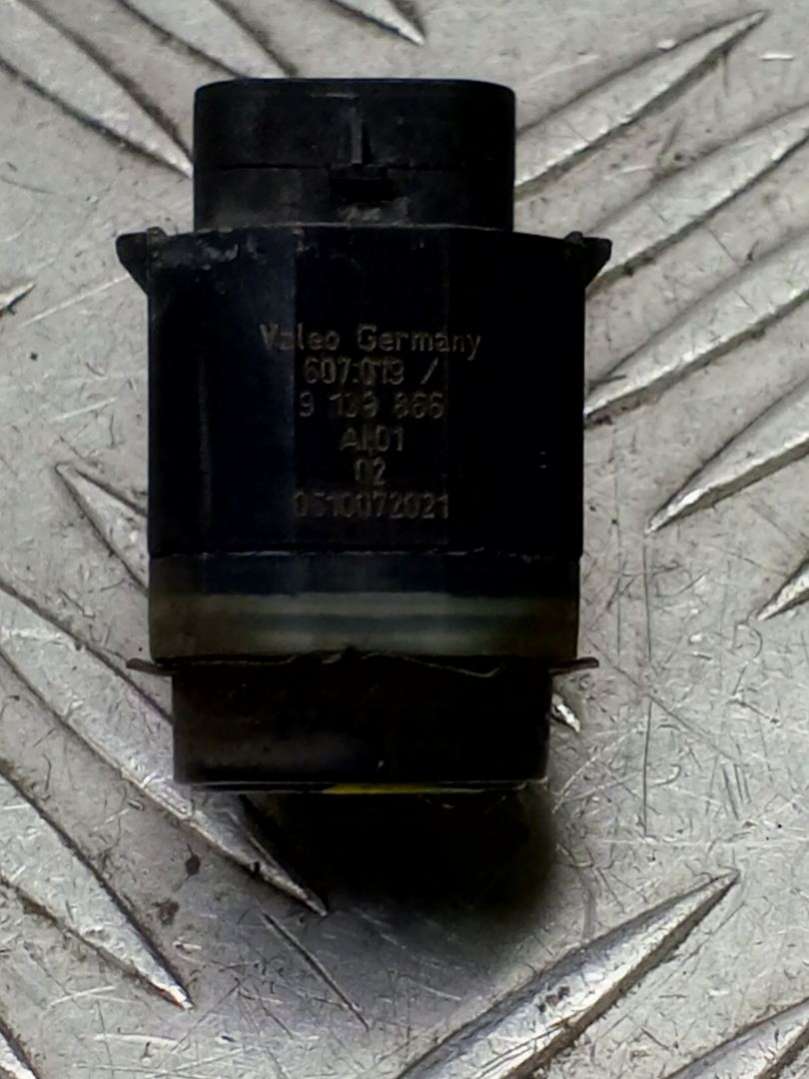 Valeo Germany
607.019 /
9 139 866
AI01
02
0510072021